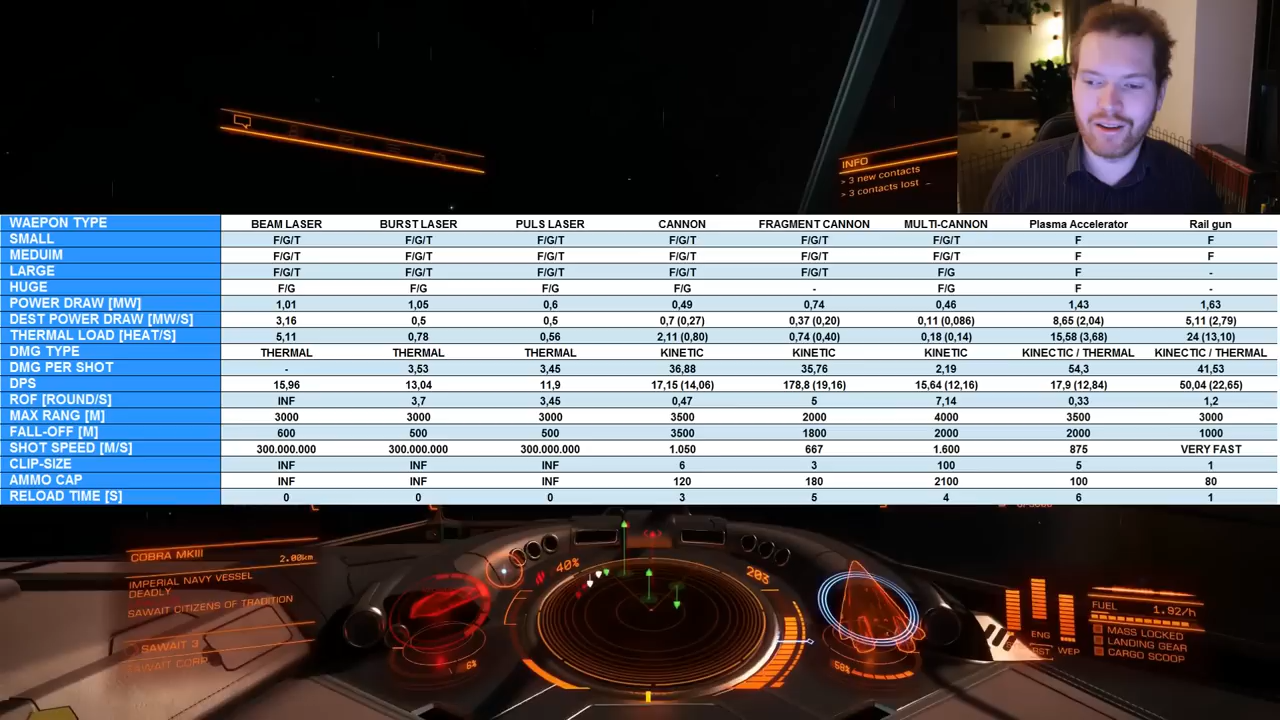 INFO
> 3 new contacts
> 3 contacts lost _
WAEPON TYPE BEAM LASER BURST LASER PULS LASER CANNON FRAGMENT CANNON MULTI-CANNON Plasma Accelerator Rail gun
SMALL F/G/T F/G/T F/G/T F/G/T F/G/T F/G/T F F
MEDUIM F/G/T F/G/T F/G/T F/G/T F/G/T F/G/T F F
LARGE F/G/T F/G/T F/G/T F/G/T F/G/T F/G F -
HUGE F/G F/G F/G F/G - F/G F -
POWER DRAW [MW] 1,01 1,05 0,6 0,49 0,74 0,46 1,43 1,63
DEST POWER DRAW [MW/S] 3,16 0,5 0,5 0,7 (0,27) 0,37 (0,20) 0,11 (0,086) 8,65 (2,04) 5,11 (2,79)
THERMAL LOAD [HEAT/S] 5,11 0,78 0,56 2,11 (0,80) 0,74 (0,40) 0,18 (0,14) 15,58 (3,68) 24 (13,10)
DMG TYPE THERMAL THERMAL THERMAL KINETIC KINETIC KINETIC KINECTIC / THERMAL KINECTIC / THERMAL
DMG PER SHOT - 3,53 3,45 36,88 35,76 2,19 54,3 41,53
DPS 15,96 13,04 11,9 17,15 (14,06) 178,8 (19,16) 15,64 (12,16) 17,9 (12,84) 50,04 (22,65)
ROF [ROUND/S] INF 3,7 3,45 0,47 5 7,14 0,33 1,2
MAX RANG [M] 3000 3000 3000 3500 2000 4000 3500 3000
FALL-OFF [M] 600 500 500 3500 1800 2000 2000 1000
SHOT SPEED [M/S] 300.000.000 300.000.000 300.000.000 1.050 667 1.600 875 VERY FAST
CLIP-SIZE INF INF INF 6 3 100 5 1
AMMO CAP INF INF INF 120 180 2100 100 80
RELOAD TIME [S] 0 0 0 3 5 4 6 1
COBRA MKIII 2.00km
IMPERIAL NAVY VESSEL
DEADLY
SAWAIT CITIZENS OF TRADITION
SAWAIT 3
SAWAIT CORP
6%
40%
203
58%
ENG
WEP
FUEL 1.92/h
MASS LOCKED
LANDING GEAR
CARGO SCOOP